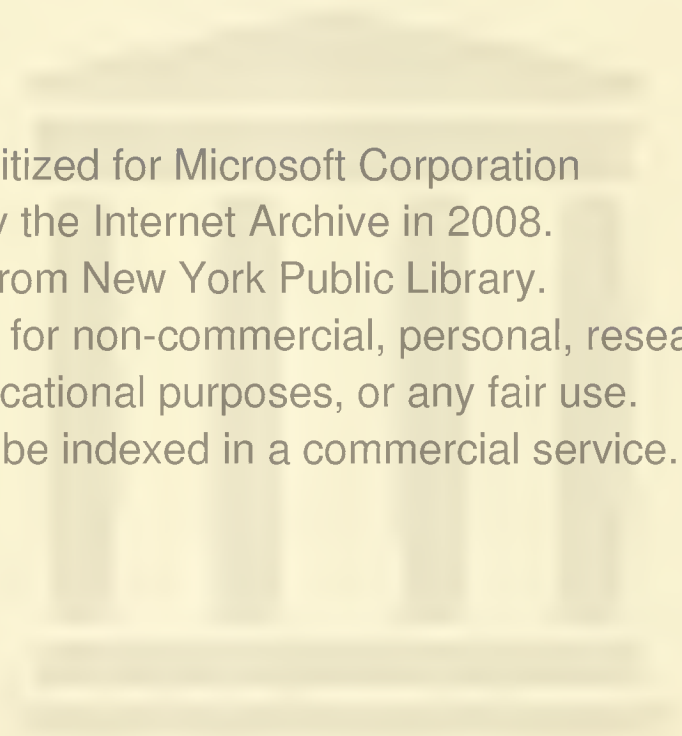 itized for Microsoft Corporation
y the Internet Archive in 2008.
rom New York Public Library.
for non-commercial, personal, resea
cational purposes, or any fair use.
be indexed in a commercial service.